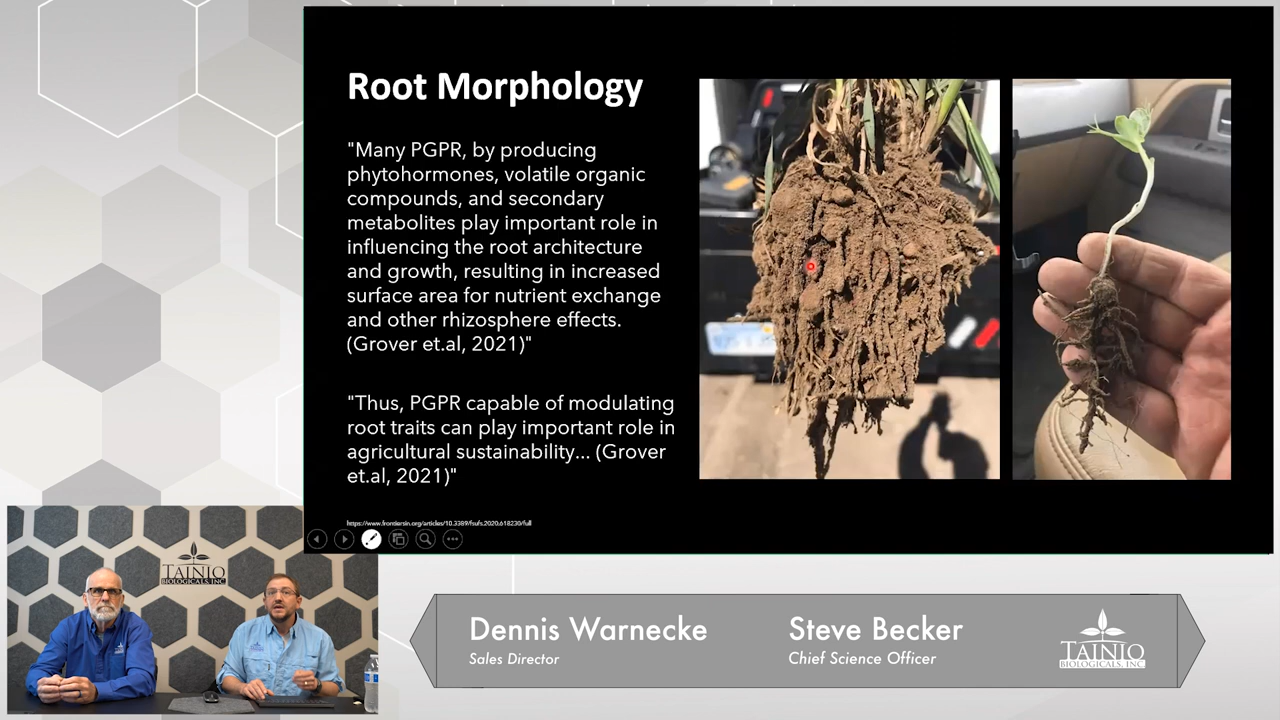 Root Morphology
"Many PGPR, by producing
phytohormones, volatile organic
compounds, and secondary
metabolites play important role in
influencing the root architecture
and growth, resulting in increased
surface area for nutrient exchange
and other rhizosphere effects.
(Grover et.al, 2021)"
"Thus, PGPR capable of modulating
root traits can play important role in
agricultural sustainability... (Grover
et.al, 2021)"
https://www.frontiersin.org/articles/10.3389/fsufs.2020.618230/full
TAINIO
BIOLOGICALS, INC
Dennis Warnecke
Sales Director
Steve Becker
Chief Science Officer
TAINIO
BIOLOGICALS, INC